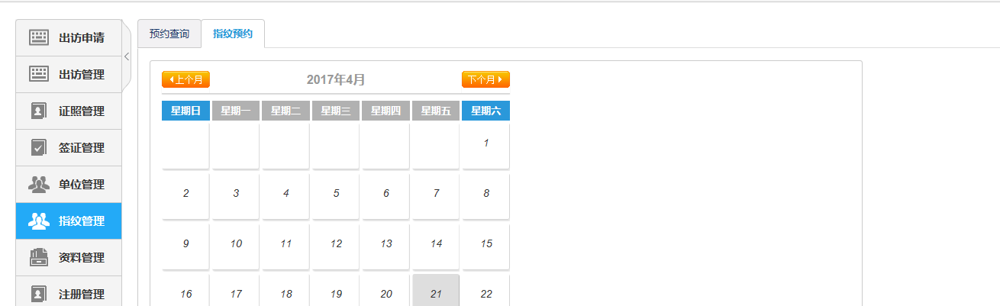 出访申请
出访管理
证照管理
签证管理
单位管理
指纹管理
资料管理
注册管理
预约查询 指纹预约
上个月 2017年4月 下个月
星期日 星期一 星期二 星期三 星期四 星期五 星期六
1
2 3 4 5 6 7 8
9 10 11 12 13 14 15
16 17 18 19 20 21 22